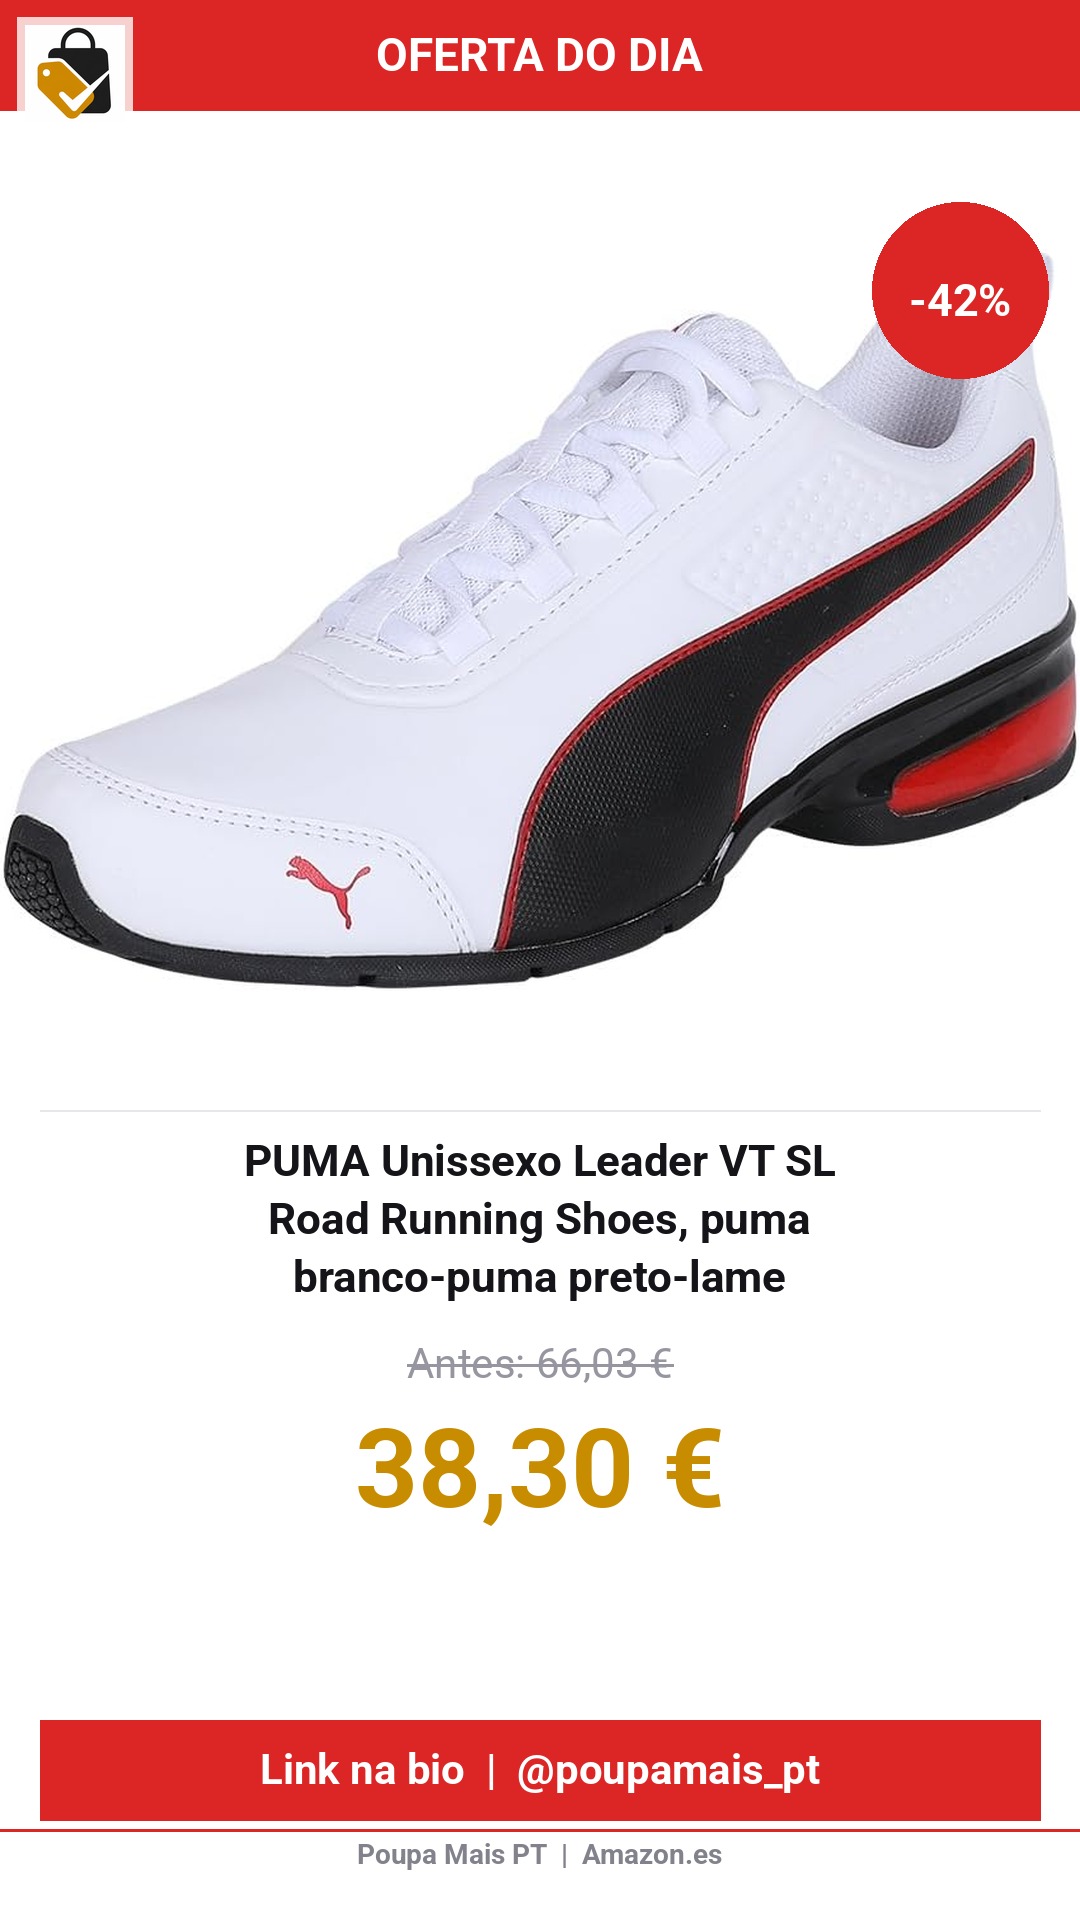 OFERTA DO DIA
-42%
PUMA Unissexo Leader VT SL
Road Running Shoes, puma
branco-puma preto-lame
Antes: 66,03 €
38,30 €
Link na bio | @poupamais_pt
Poupa Mais PT | Amazon.es